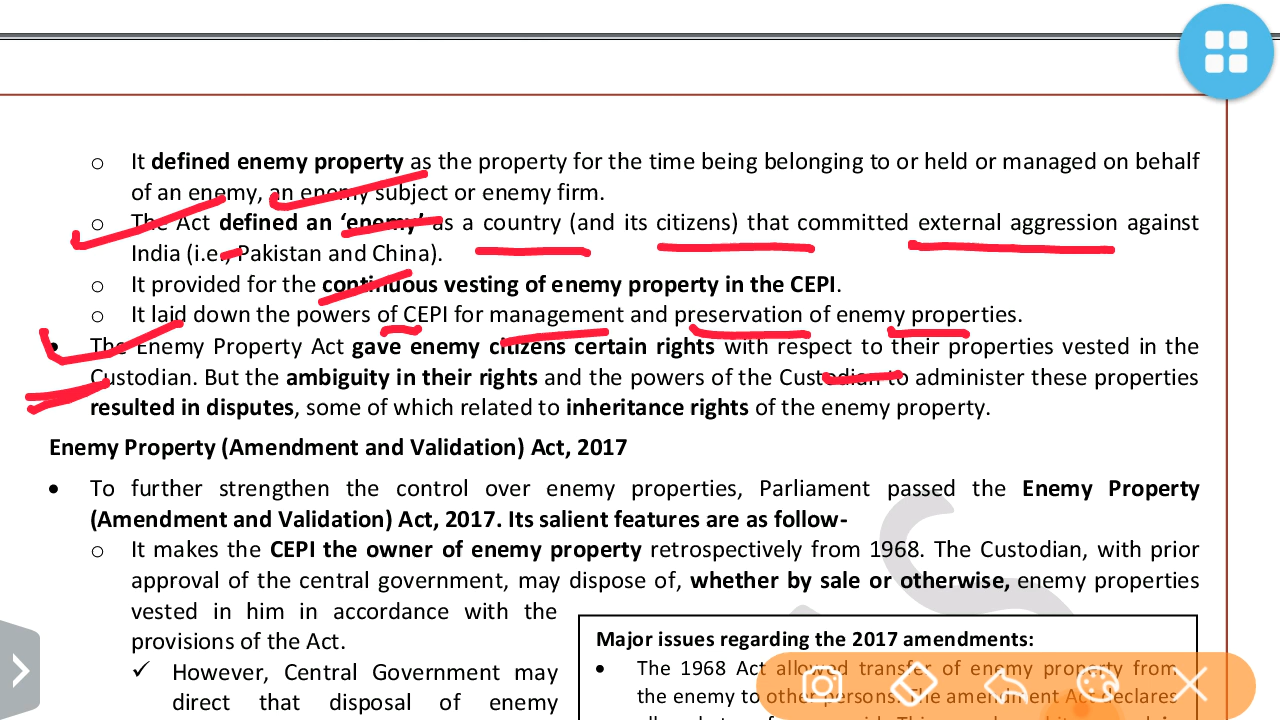 o It defined enemy property as the property for the time being belonging to or held or managed on behalf
of an enemy, an enemy subject or enemy firm.
o The Act defined an ‘enemy’ as a country (and its citizens) that committed external aggression against
India (i.e., Pakistan and China).
o It provided for the continuous vesting of enemy property in the CEPI.
o It laid down the powers of CEPI for management and preservation of enemy properties.
• The Enemy Property Act gave enemy citizens certain rights with respect to their properties vested in the
Custodian. But the ambiguity in their rights and the powers of the Custodian to administer these properties
resulted in disputes, some of which related to inheritance rights of the enemy property.
Enemy Property (Amendment and Validation) Act, 2017
• To further strengthen the control over enemy properties, Parliament passed the Enemy Property
(Amendment and Validation) Act, 2017. Its salient features are as follow-
o It makes the CEPI the owner of enemy property retrospectively from 1968. The Custodian, with prior
approval of the central government, may dispose of, whether by sale or otherwise, enemy properties
vested in him in accordance with the
provisions of the Act.
✓ However, Central Government may
direct that disposal of enemy
Major issues regarding the 2017 amendments:
• The 1968 Act allowed transfer of enemy property from
the enemy to other persons. The amendment Act declares